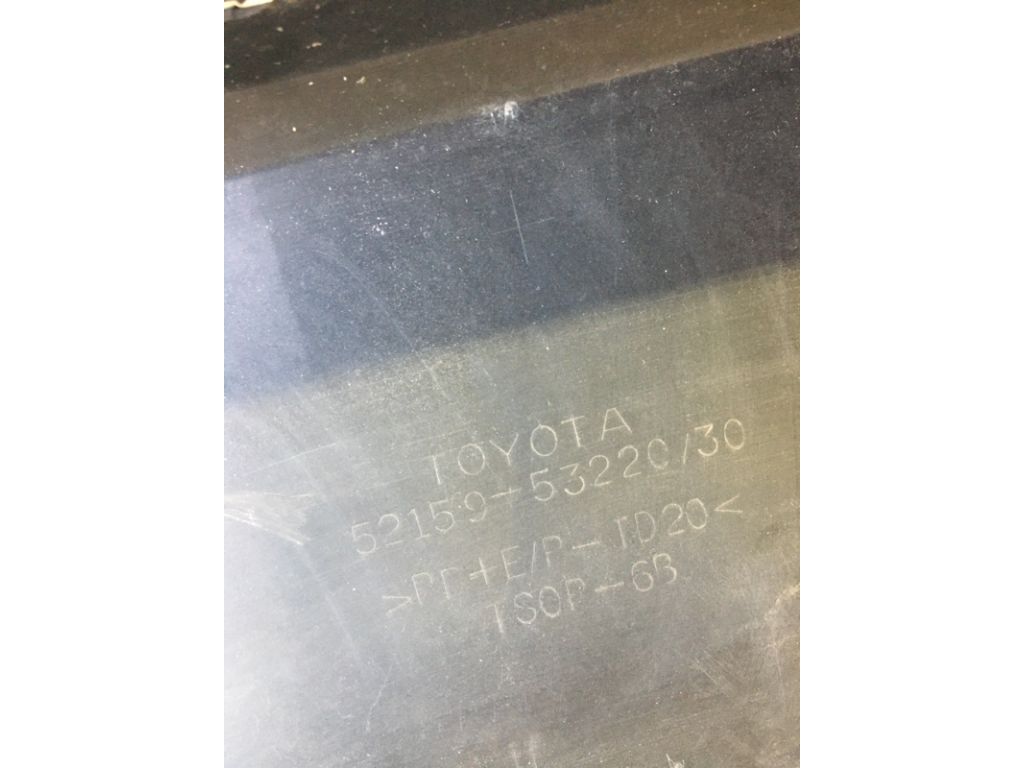 TOYOTA
52159-53220/30
>PP+E/P-TD20<
TSOP-6B